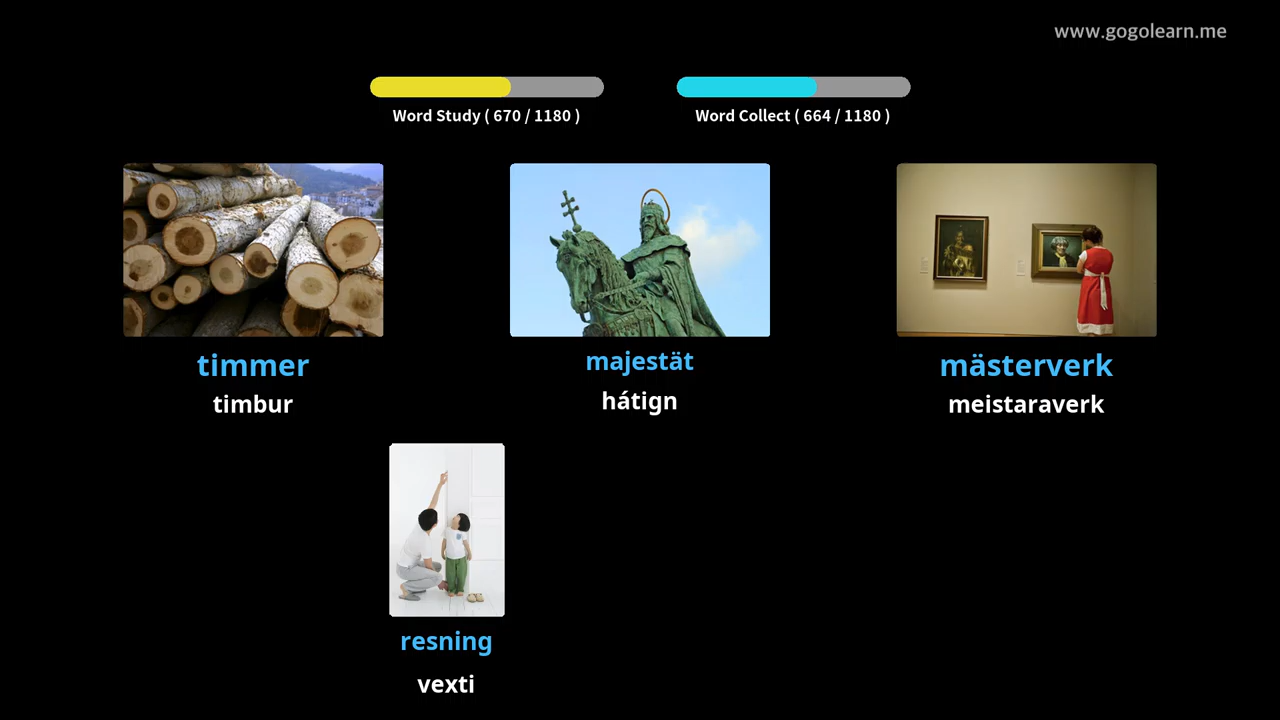 www.gogolearn.me
Word Study ( 670 / 1180 )
Word Collect ( 664 / 1180 )
timmer
timbur
majestät
hátign
mästerverk
meistaraverk
resning
vexti